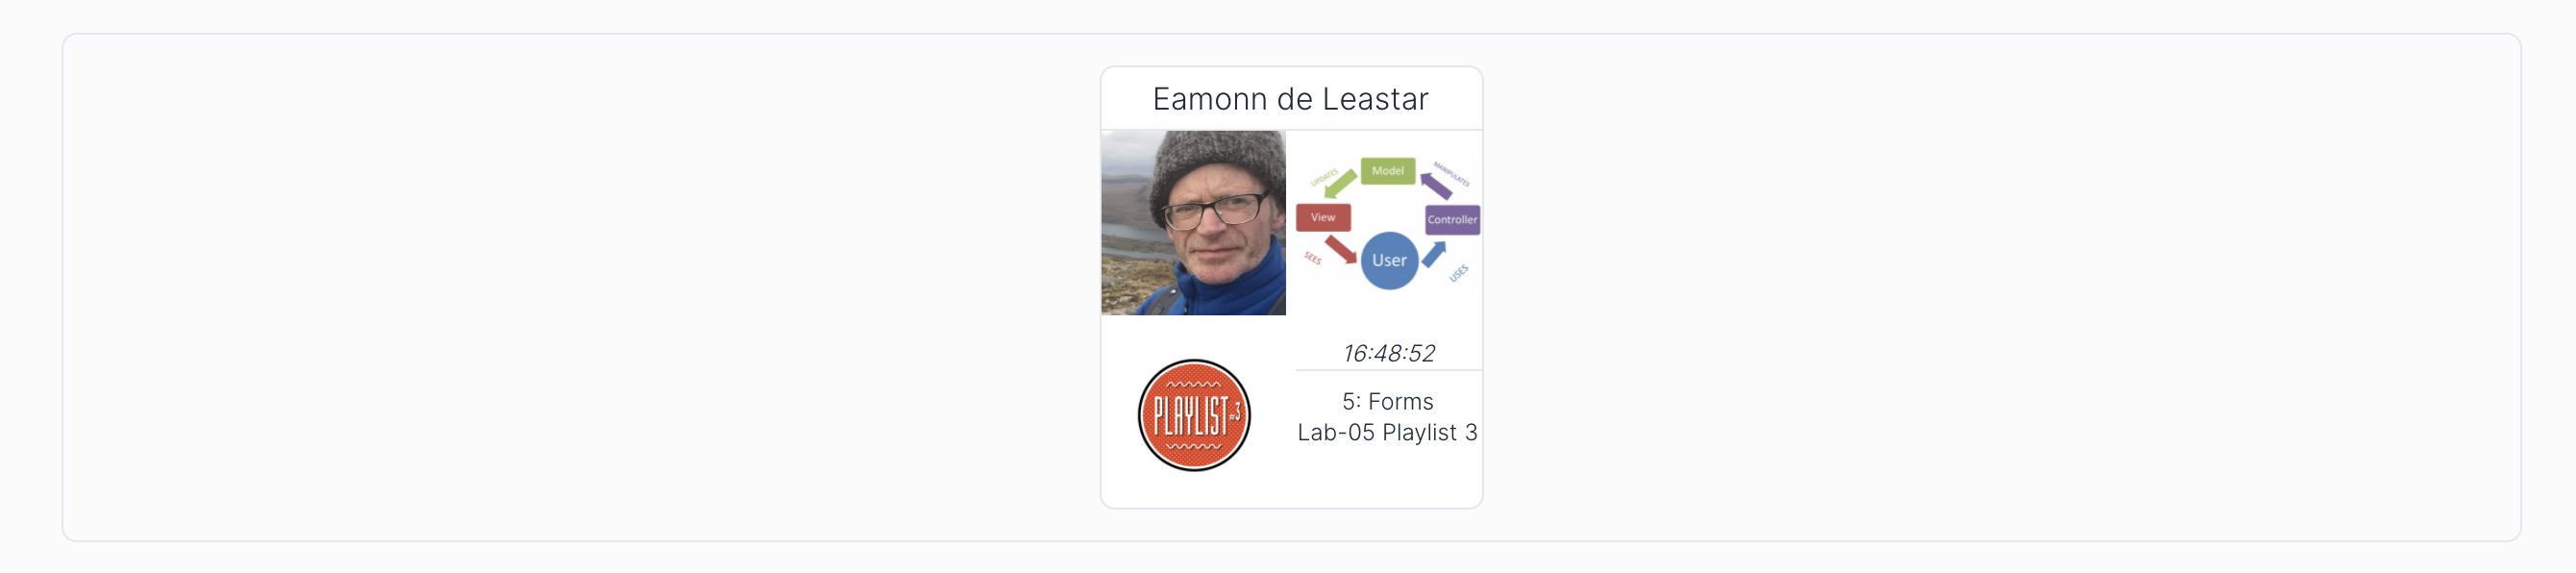 Eamonn de Leastar
UPDATES
Model
MANIPULATES
View
Controller
SEES
User
USES
16:48:52
PLAYLIST #3
5: Forms
Lab-05 Playlist 3